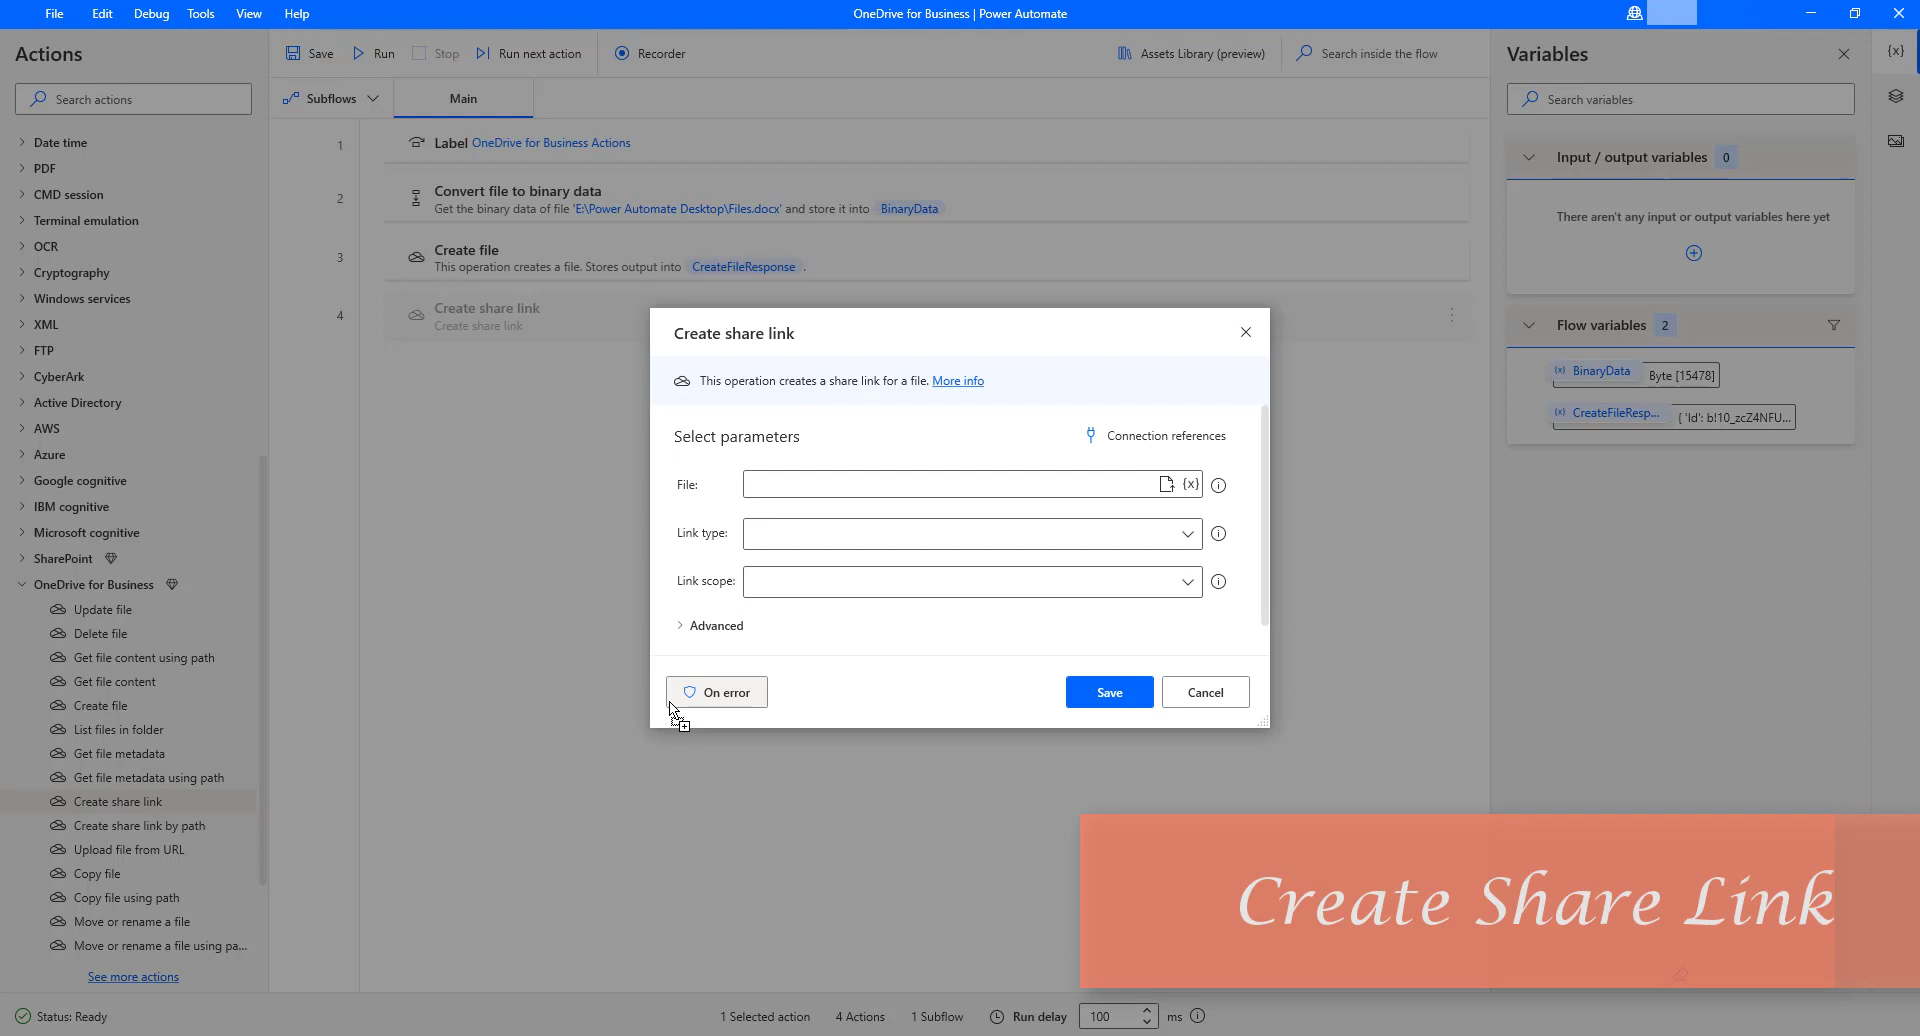 File Edit Debug Tools View Help
OneDrive for Business | Power Automate
Actions
Search actions
Date time
PDF
CMD session
Terminal emulation
OCR
Cryptography
Windows services
XML
FTP
CyberArk
Active Directory
AWS
Azure
Google cognitive
IBM cognitive
Microsoft cognitive
SharePoint
OneDrive for Business
Update file
Delete file
Get file content using path
Get file content
Create file
List files in folder
Get file metadata
Get file metadata using path
Create share link
Create share link by path
Upload file from URL
Copy file
Copy file using path
Move or rename a file
Move or rename a file using pa...
See more actions
Save Run Stop Run next action Recorder
Assets Library (preview) Search inside the flow
Subflows Main
1 Label OneDrive for Business Actions
2 Convert file to binary data
Get the binary data of file 'E:\Power Automate Desktop\Files.docx' and store it into BinaryData
3 Create file
This operation creates a file. Stores output into CreateFileResponse .
4 Create share link
Create share link
Create share link
This operation creates a share link for a file. More info
Select parameters Connection references
File: {x}
Link type:
Link scope:
Advanced
On error Save Cancel
Variables {x}
Search variables
Input / output variables 0
There aren't any input or output variables here yet
Flow variables 2
(x) BinaryData Byte [15478]
(x) CreateFileResp... { 'Id': b!10_zcZ4NFU...
Create Share Link
Status: Ready 1 Selected action 4 Actions 1 Subflow Run delay 100 ms